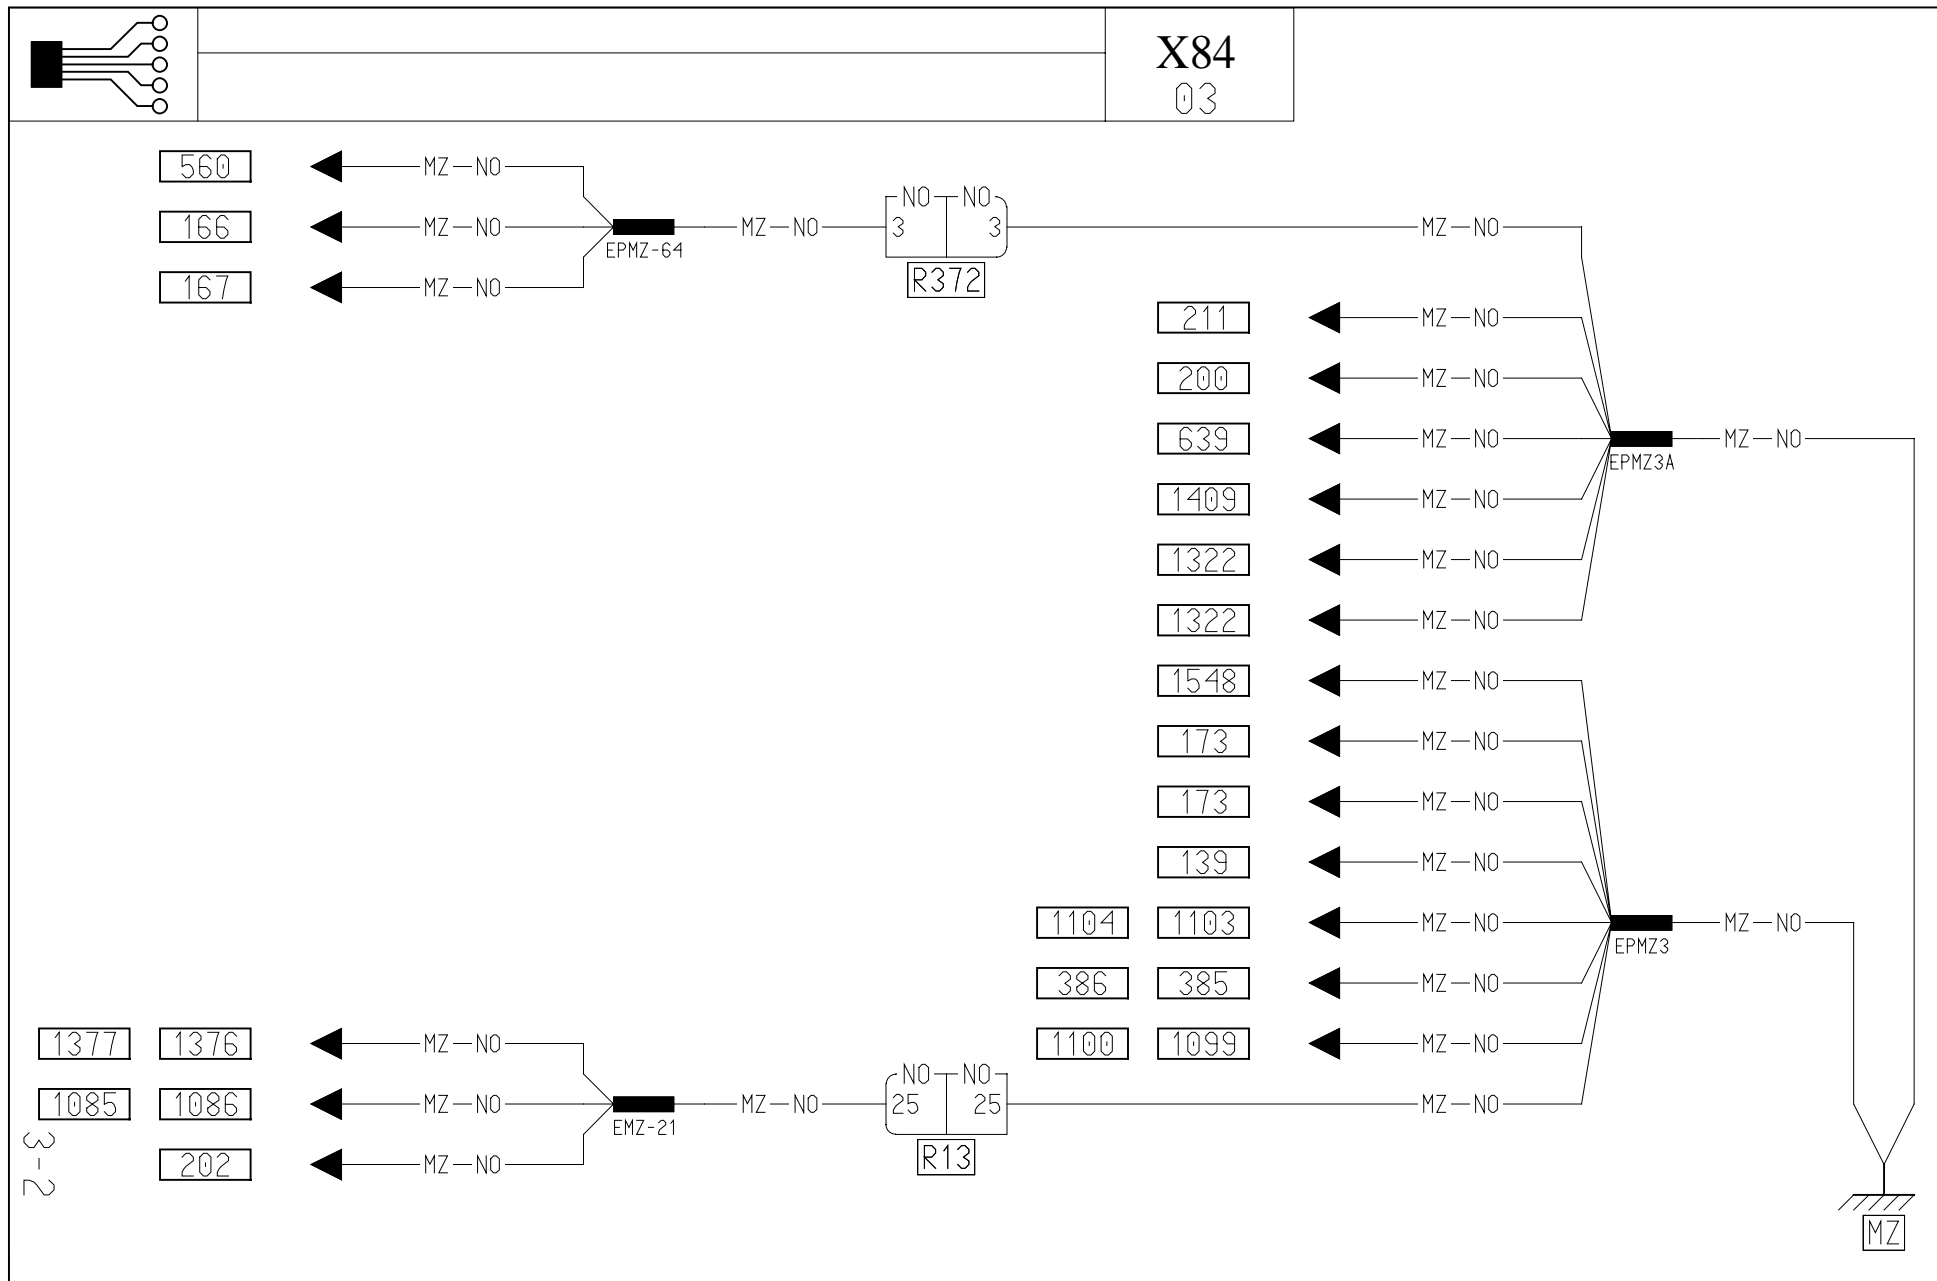 X84
03
560 MZ-NO
166 MZ-NO EPMZ-64 MZ-NO NO 3 NO 3 MZ-NO
167 MZ-NO R372
211 MZ-NO
200 MZ-NO
639 MZ-NO EPMZ3A MZ-NO
1409 MZ-NO
1322 MZ-NO
1322 MZ-NO
1548 MZ-NO
173 MZ-NO
173 MZ-NO
139 MZ-NO
1104 1103 MZ-NO EPMZ3 MZ-NO
386 385 MZ-NO
1377 1376 MZ-NO 1100 1099 MZ-NO
1085 1086 MZ-NO EMZ-21 MZ-NO NO 25 NO 25 MZ-NO
202 MZ-NO R13
3-2
MZ